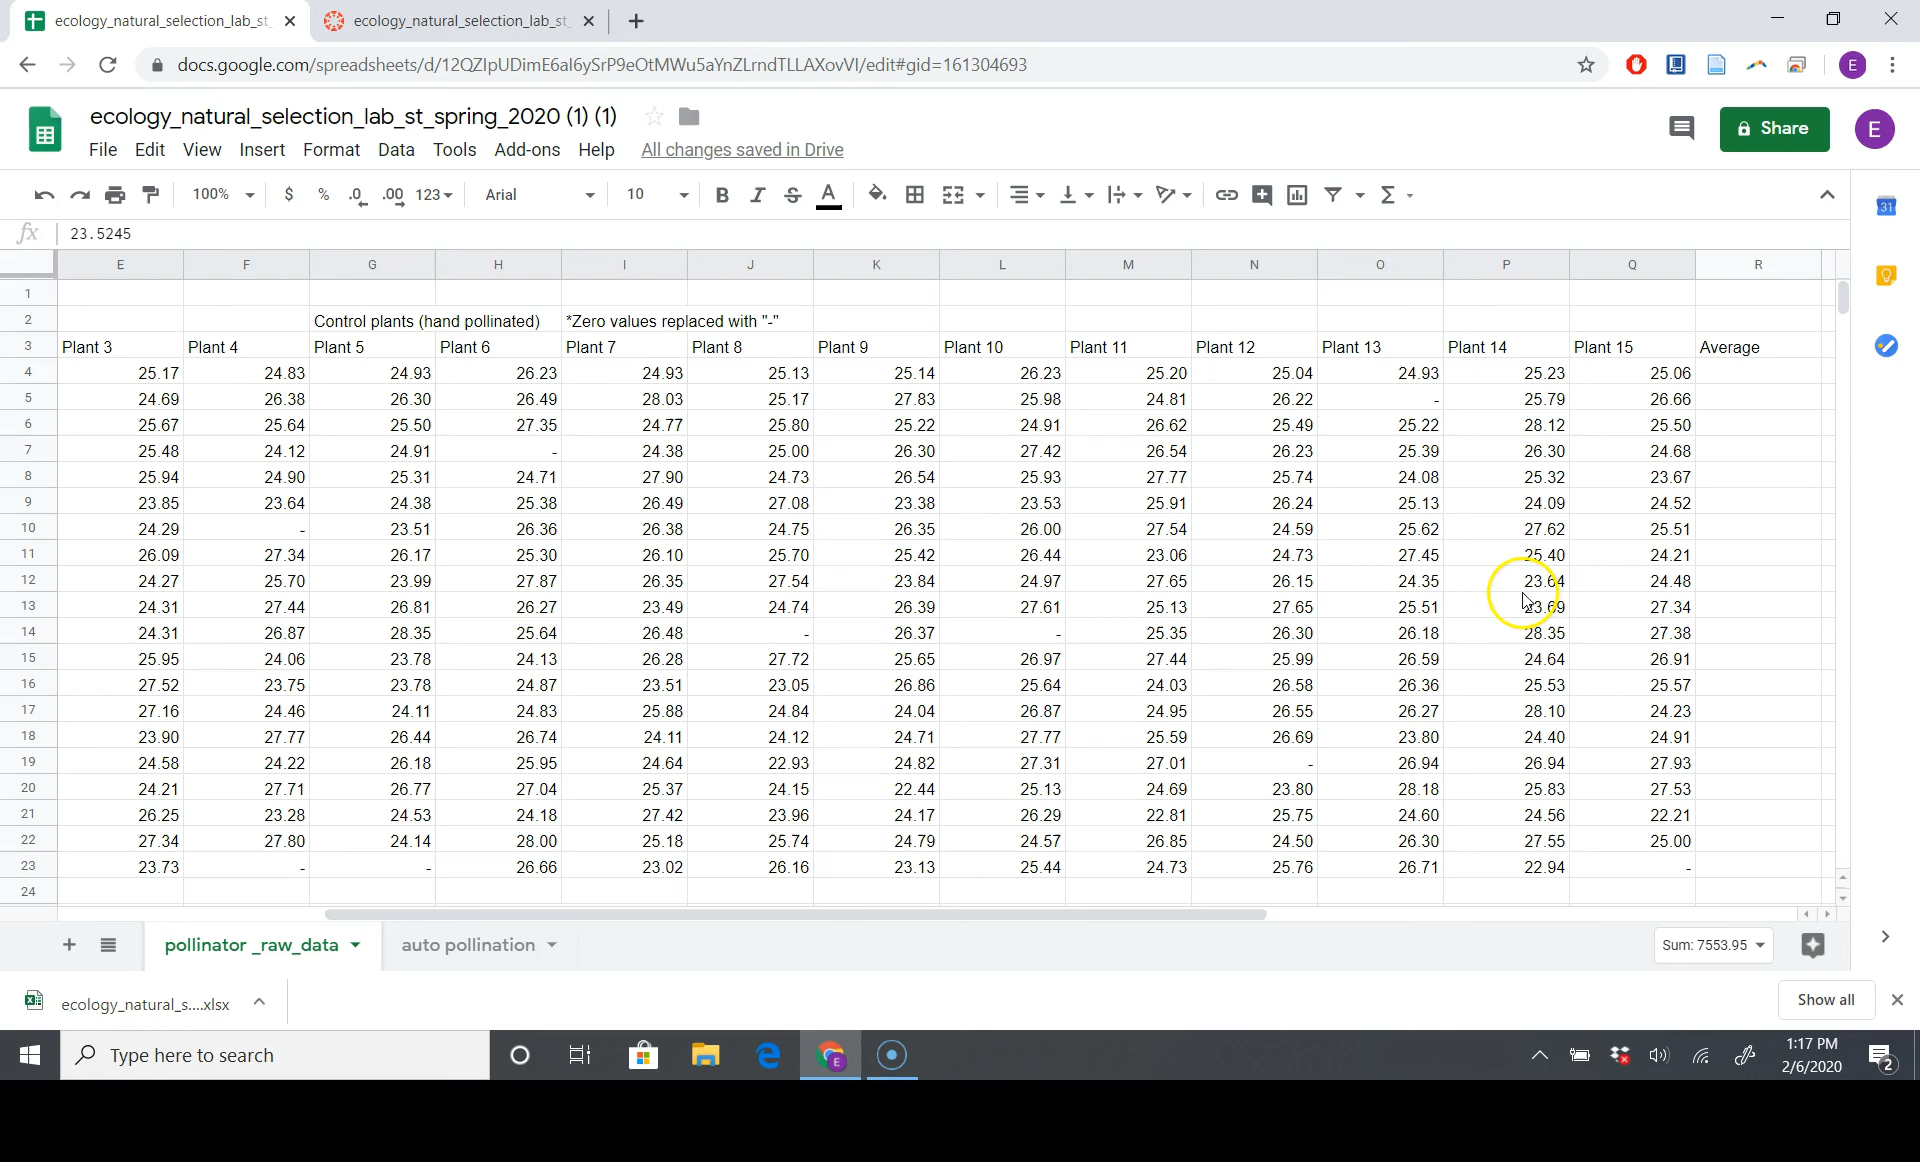 ecology_natural_selection_lab_st
ecology_natural_selection_lab_st
docs.google.com/spreadsheets/d/12QZIpUDimE6al6ySrP9eOtMWu5aYnZLrndTLLAXovVI/edit#gid=161304693
E
ecology_natural_selection_lab_st_spring_2020 (1) (1)
File Edit View Insert Format Data Tools Add-ons Help All changes saved in Drive
Share
E
100% $ % .0 .00 123 Arial 10 B I S A Σ
31
fx 23.5245
E F G H I J K L M N O P Q R
1
2 Control plants (hand pollinated) *Zero values replaced with "-"
3 Plant 3 Plant 4 Plant 5 Plant 6 Plant 7 Plant 8 Plant 9 Plant 10 Plant 11 Plant 12 Plant 13 Plant 14 Plant 15 Average
4 25.17 24.83 24.93 26.23 24.93 25.13 25.14 26.23 25.20 25.04 24.93 25.23 25.06
5 24.69 26.38 26.30 26.49 28.03 25.17 27.83 25.98 24.81 26.22 - 25.79 26.66
6 25.67 25.64 25.50 27.35 24.77 25.80 25.22 24.91 26.62 25.49 25.22 28.12 25.50
7 25.48 24.12 24.91 - 24.38 25.00 26.30 27.42 26.54 26.23 25.39 26.30 24.68
8 25.94 24.90 25.31 24.71 27.90 24.73 26.54 25.93 27.77 25.74 24.08 25.32 23.67
9 23.85 23.64 24.38 25.38 26.49 27.08 23.38 23.53 25.91 26.24 25.13 24.09 24.52
10 24.29 - 23.51 26.36 26.38 24.75 26.35 26.00 27.54 24.59 25.62 27.62 25.51
11 26.09 27.34 26.17 25.30 26.10 25.70 25.42 26.44 23.06 24.73 27.45 25.40 24.21
12 24.27 25.70 23.99 27.87 26.35 27.54 23.84 24.97 27.65 26.15 24.35 23.64 24.48
13 24.31 27.44 26.81 26.27 23.49 24.74 26.39 27.61 25.13 27.65 25.51 23.69 27.34
14 24.31 26.87 28.35 25.64 26.48 - 26.37 - 25.35 26.30 26.18 28.35 27.38
15 25.95 24.06 23.78 24.13 26.28 27.72 25.65 26.97 27.44 25.99 26.59 24.64 26.91
16 27.52 23.75 23.78 24.87 23.51 23.05 26.86 25.64 24.03 26.58 26.36 25.53 25.57
17 27.16 24.46 24.11 24.83 25.88 24.84 24.04 26.87 24.95 26.55 26.27 28.10 24.23
18 23.90 27.77 26.44 26.74 24.11 24.12 24.71 27.77 25.59 26.69 23.80 24.40 24.91
19 24.58 24.22 26.18 25.95 24.64 22.93 24.82 27.31 27.01 - 26.94 26.94 27.93
20 24.21 27.71 26.77 27.04 25.37 24.15 22.44 25.13 24.69 23.80 28.18 25.83 27.53
21 26.25 23.28 24.53 24.18 27.42 23.96 24.17 26.29 22.81 25.75 24.60 24.56 22.21
22 27.34 27.80 24.14 28.00 25.18 25.74 24.79 24.57 26.85 24.50 26.30 27.55 25.00
23 23.73 - - 26.66 23.02 26.16 23.13 25.44 24.73 25.76 26.71 22.94 -
24
pollinator _raw_data auto pollination Sum: 7553.95
ecology_natural_s....xlsx Show all
Type here to search
1:17 PM
2/6/2020
2